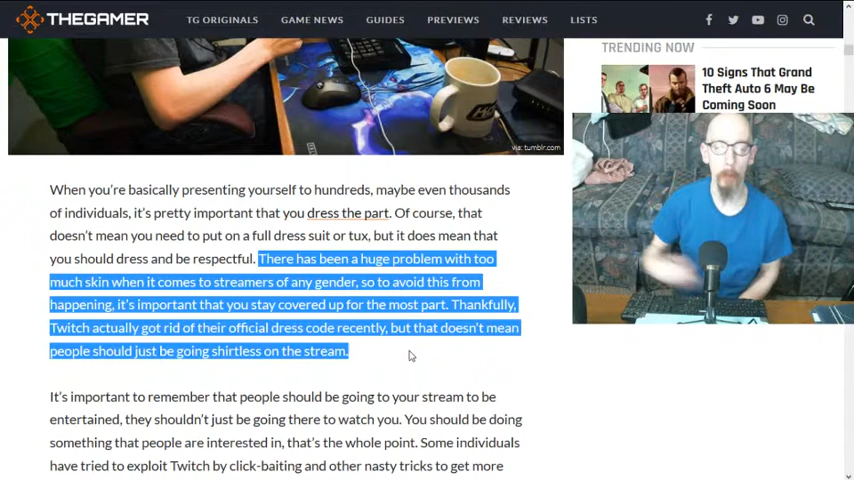 THEGAMER
TG ORIGINALS
GAME NEWS
GUIDES
PREVIEWS
REVIEWS
LISTS
TRENDING NOW
10 Signs That Grand
Theft Auto 6 May Be
Coming Soon
via: tumblr.com
When you're basically presenting yourself to hundreds, maybe even thousands
of individuals, it's pretty important that you dress the part. Of course, that
doesn't mean you need to put on a full dress suit or tux, but it does mean that
you should dress and be respectful. There has been a huge problem with too
much skin when it comes to streamers of any gender, so to avoid this from
happening, it's important that you stay covered up for the most part. Thankfully,
Twitch actually got rid of their official dress code recently, but that doesn't mean
people should just be going shirtless on the stream.
It's important to remember that people should be going to your stream to be
entertained, they shouldn't just be going there to watch you. You should be doing
something that people are interested in, that's the whole point. Some individuals
have tried to exploit Twitch by click-baiting and other nasty tricks to get more